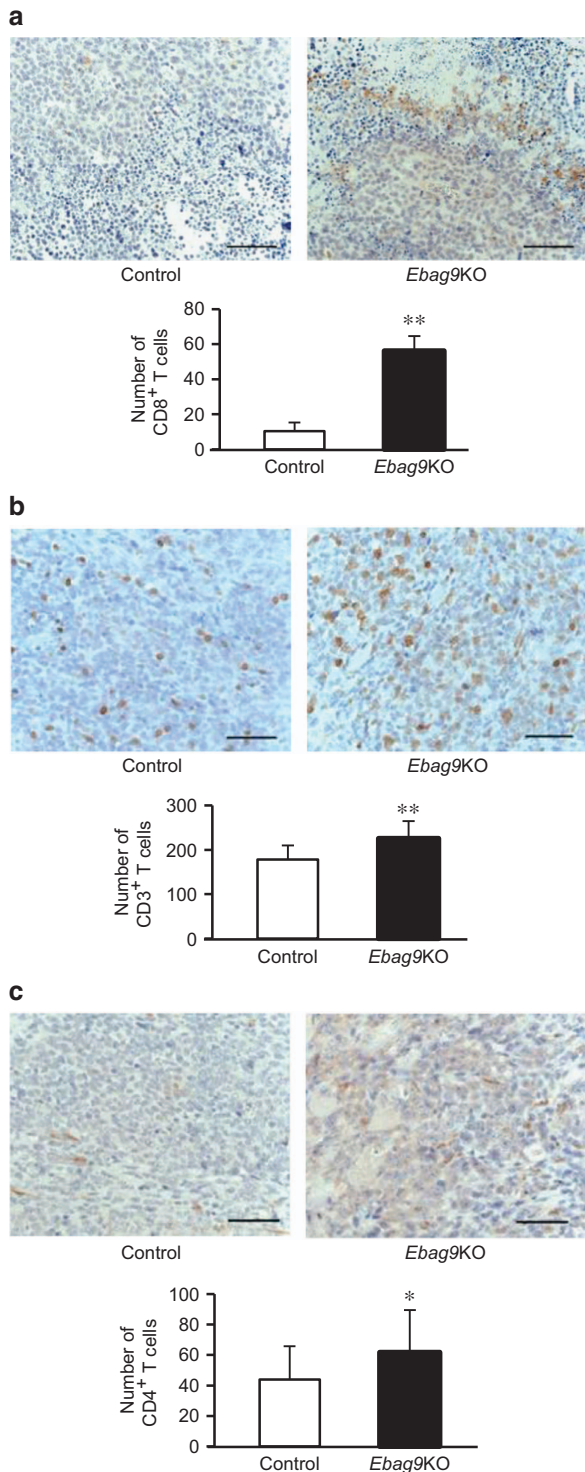 a
Control
Ebag9KO
Number of
CD8+ T cells
80
60
40
20
0
**
Control
Ebag9KO
b
Control
Ebag9KO
Number of
CD3+ T cells
300
200
100
0
**
Control
Ebag9KO
c
Control
Ebag9KO
Number of
CD4+ T cells
100
80
60
40
20
0
*
Control
Ebag9KO